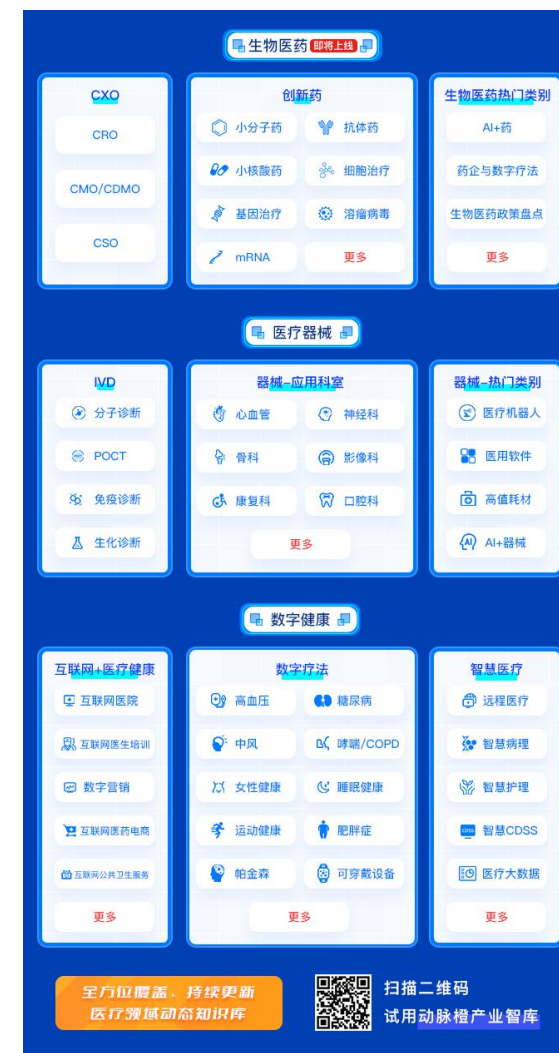 生物医药 即将上线
CXO
CRO
CMO/CDMO
CSO
创新药
小分子药 抗体药
小核酸药 细胞治疗
基因治疗 溶瘤病毒
mRNA 更多
生物医药热门类别
AI+药
药企与数字疗法
生物医药政策盘点
更多
医疗器械
IVD
分子诊断
POCT
免疫诊断
生化诊断
器械-应用科室
心血管 神经科
骨科 影像科
康复科 口腔科
更多
器械-热门类别
医疗机器人
医用软件
高值耗材
AI+器械
数字健康
互联网+医疗健康
互联网医院
互联网医生培训
数字营销
互联网医药电商
互联网公共卫生服务
更多
数字疗法
高血压 糖尿病
中风 哮喘/COPD
女性健康 睡眠健康
运动健康 肥胖症
帕金森 可穿戴设备
更多
智慧医疗
远程医疗
智慧病理
智慧护理
智慧CDSS
医疗大数据
更多
全方位覆盖、持续更新
医疗领域动态知识库
扫描二维码
试用动脉橙产业智库